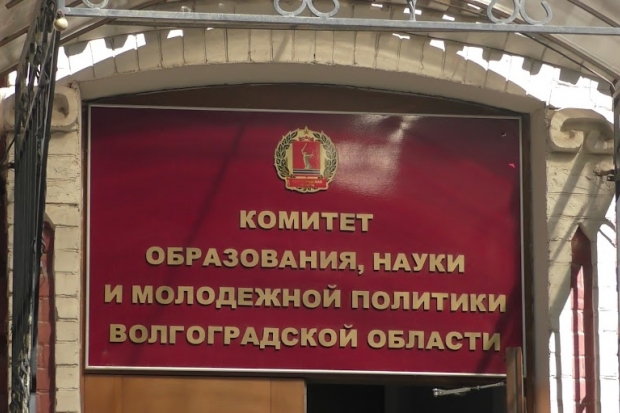 КОМИТЕТ
ОБРАЗОВАНИЯ, НАУКИ
И МОЛОДЕЖНОЙ ПОЛИТИКИ
ВОЛГОГРАДСКОЙ ОБЛАСТИ